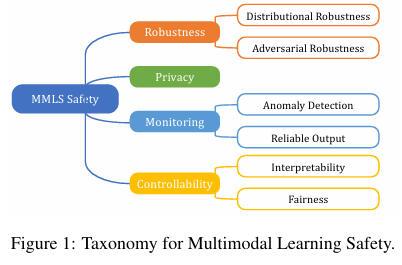 MMLS Safety
Robustness
Distributional Robustness
Adversarial Robustness
Privacy
Monitoring
Anomaly Detection
Reliable Output
Controllability
Interpretability
Fairness
Figure 1: Taxonomy for Multimodal Learning Safety.